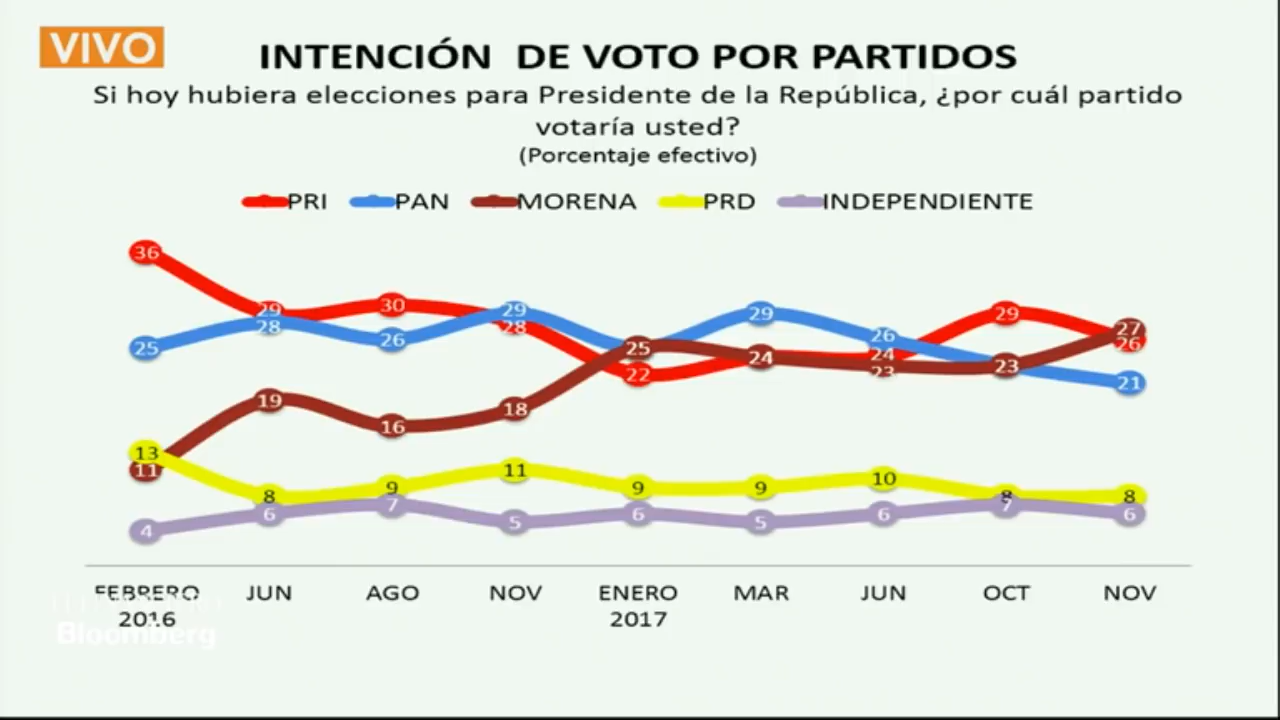 VIVO
INTENCIÓN DE VOTO POR PARTIDOS
Si hoy hubiera elecciones para Presidente de la República, ¿por cuál partido
votaría usted?
(Porcentaje efectivo)
PRI PAN MORENA PRD INDEPENDIENTE
36 29 30 28 22 24 24 29 26
25 28 26 29 29 26 21
11 19 16 18 25 24 23 23 27
13 8 9 11 9 9 10 8 8
4 6 7 5 6 5 6 7 6
FEBRERO JUN AGO NOV ENERO MAR JUN OCT NOV
2016 2017
Bloomberg